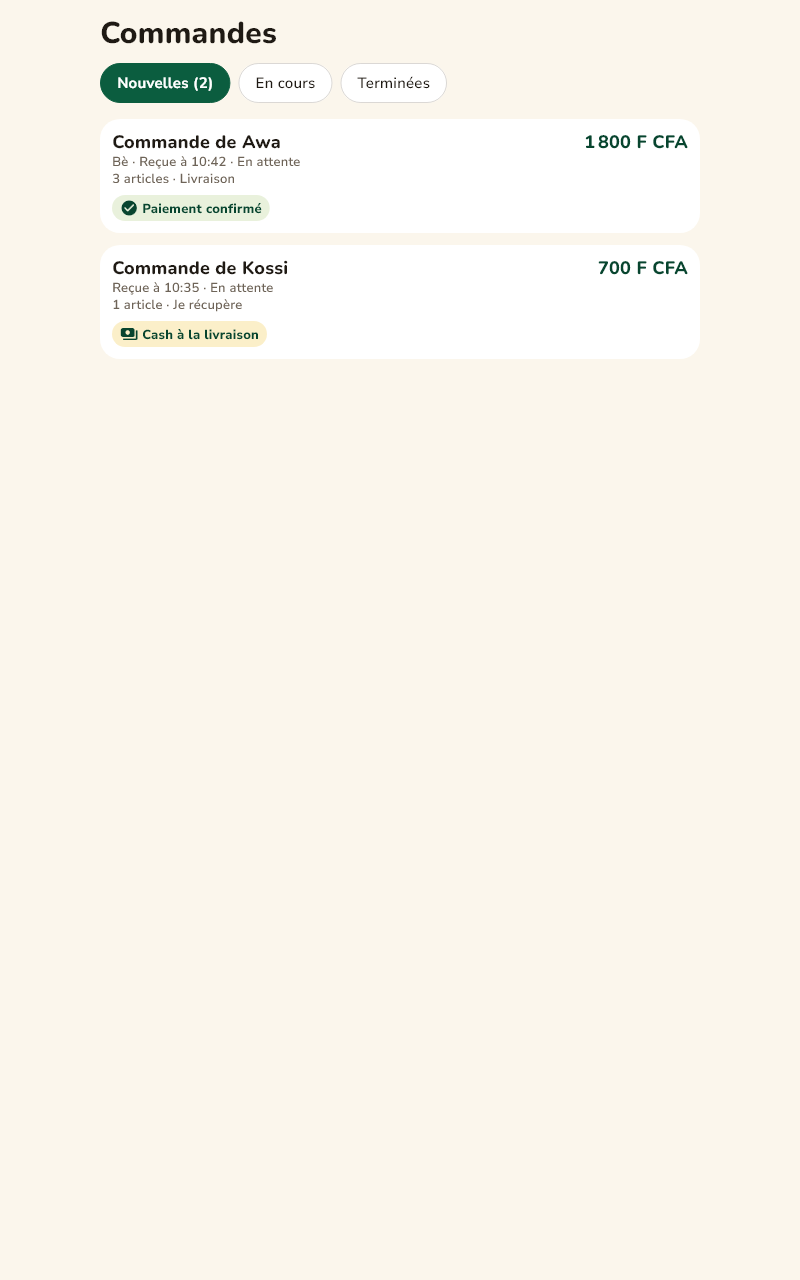 Commandes
Nouvelles (2)
En cours
Terminées
Commande de Awa
1 800 F CFA
Bè · Reçue à 10:42 · En attente
3 articles · Livraison
Paiement confirmé
Commande de Kossi
700 F CFA
Reçue à 10:35 · En attente
1 article · Je récupère
Cash à la livraison